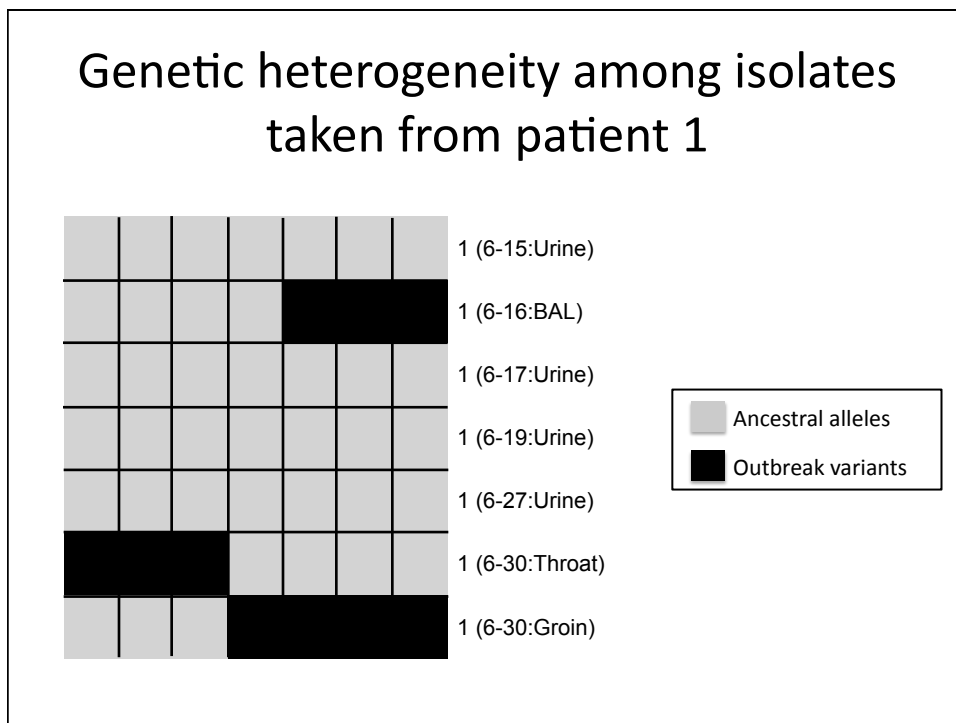 Genetic heterogeneity among isolates
taken from patient 1
1 (6-15:Urine)
1 (6-16:BAL)
1 (6-17:Urine)
1 (6-19:Urine)
1 (6-27:Urine)
1 (6-30:Throat)
1 (6-30:Groin)
Ancestral alleles
Outbreak variants